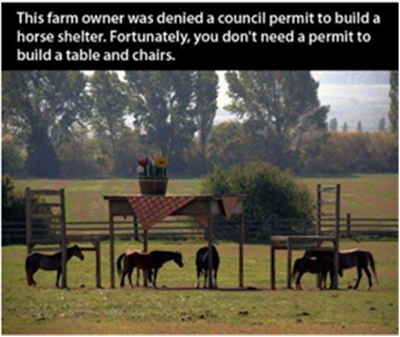 This farm owner was denied a council permit to build a
horse shelter. Fortunately, you don't need a permit to
build a table and chairs.